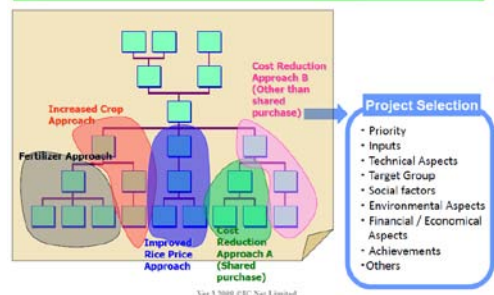 Cost Reduction
Approach B
(Other than
shared
purchase)
Increased Crop
Approach
Fertilizer Approach
Improved
Rice Price
Approach
Cost
Reduction
Approach A
(Shared
purchase)
Project Selection
• Priority
• Inputs
• Technical Aspects
• Target Group
• Social factors
• Environmental Aspects
• Financial / Economical
Aspects
• Achievements
• Others